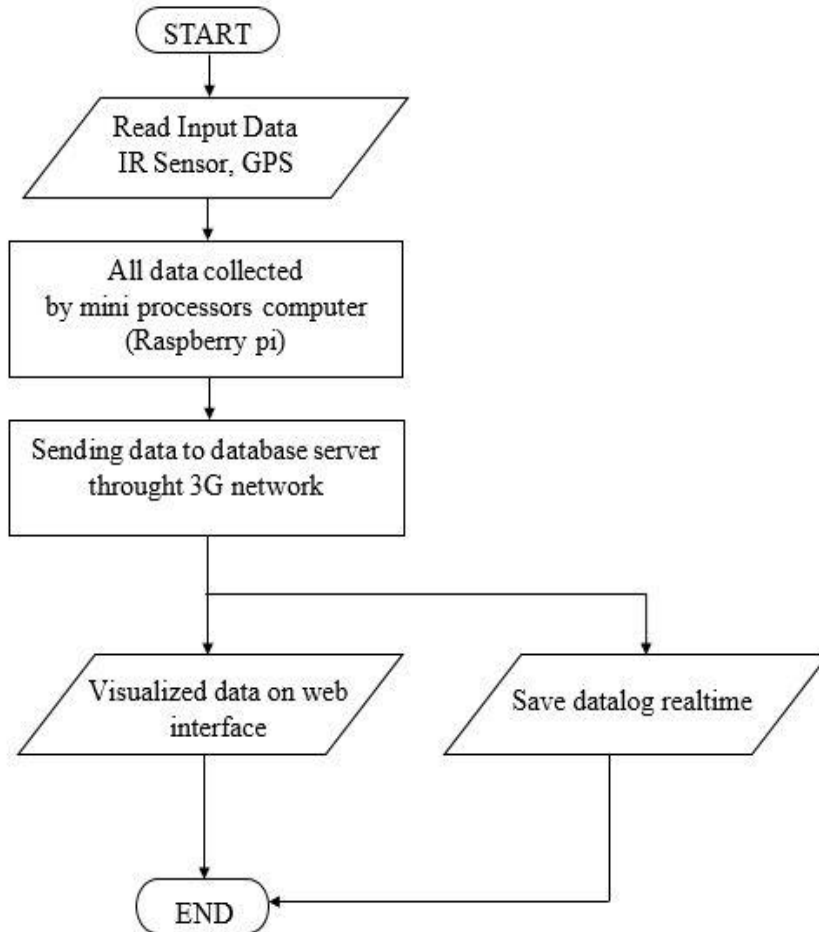 START
Read Input Data
IR Sensor, GPS
All data collected
by mini processors computer
(Raspberry pi)
Sending data to database server
throught 3G network
Visualized data on web
interface
Save datalog realtime
END